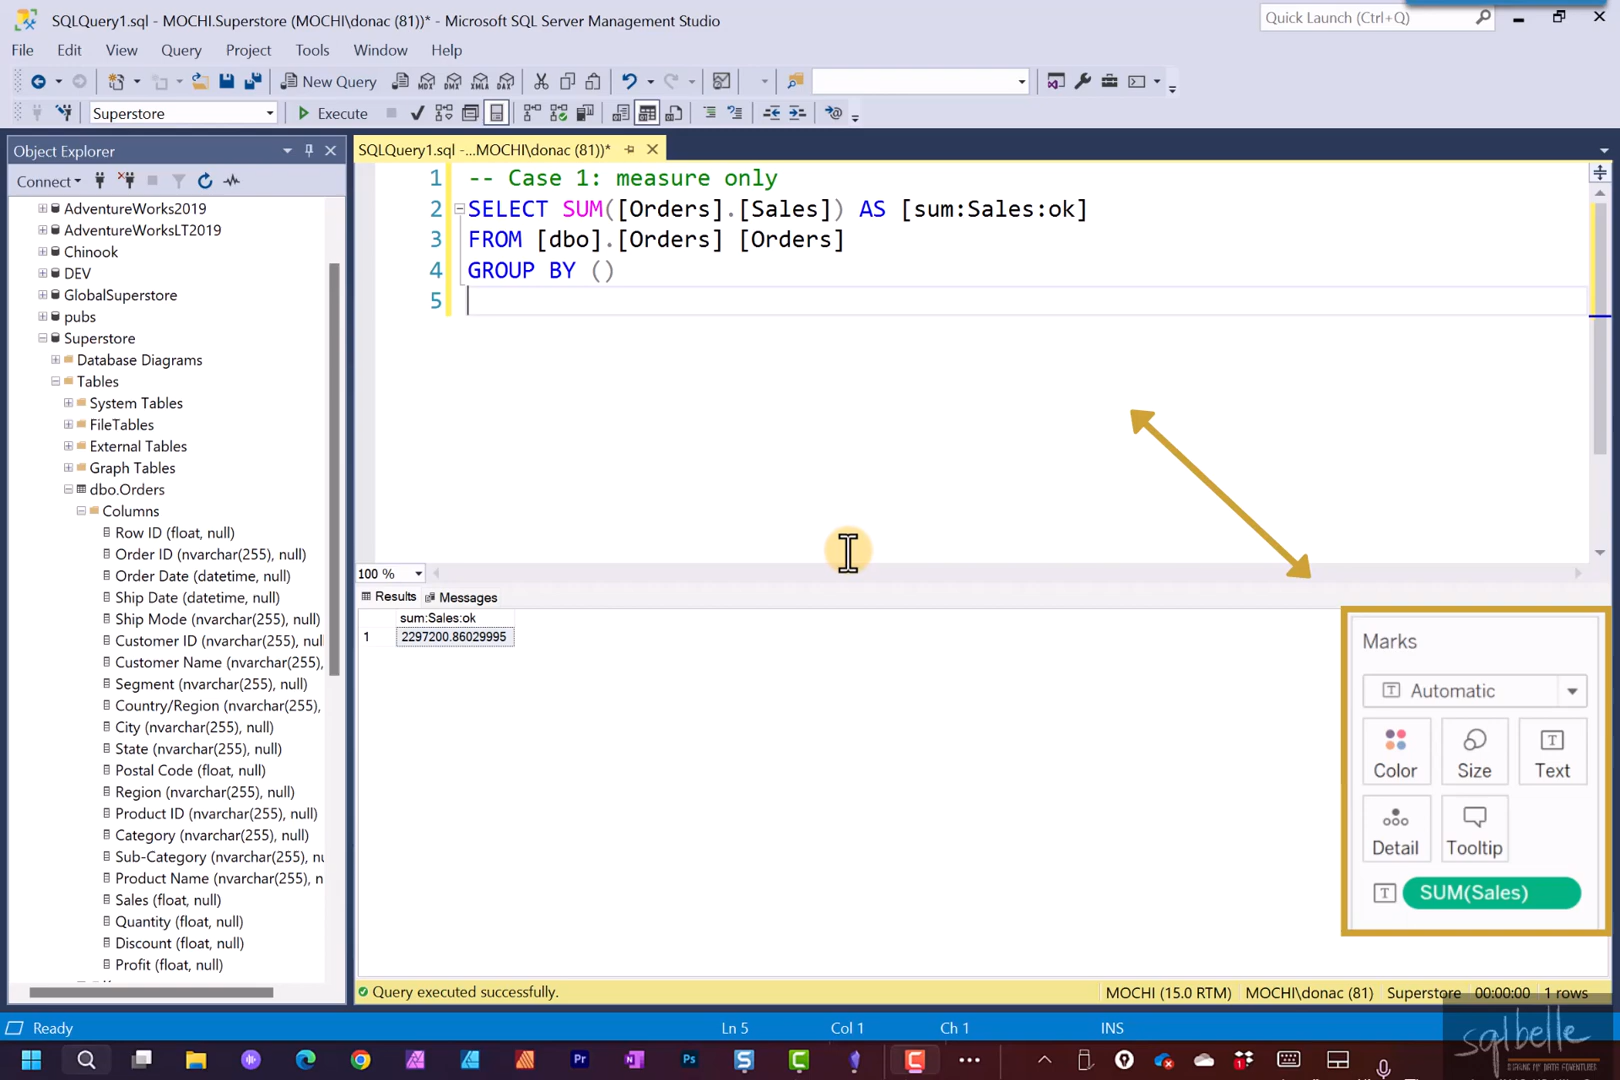 SQLQuery1.sql - MOCHI.Superstore (MOCHI\donac (81))* - Microsoft SQL Server Management Studio
Quick Launch (Ctrl+Q)
File Edit View Query Project Tools Window Help
New Query
MDX DMX XMLA DAX
Superstore
Execute
Object Explorer
SQLQuery1.sql -...MOCHI\donac (81))*
Connect
AdventureWorks2019
AdventureWorksLT2019
Chinook
DEV
GlobalSuperstore
pubs
Superstore
Database Diagrams
Tables
System Tables
FileTables
External Tables
Graph Tables
dbo.Orders
Columns
Row ID (float, null)
Order ID (nvarchar(255), null)
Order Date (datetime, null)
Ship Date (datetime, null)
Ship Mode (nvarchar(255), null)
Customer ID (nvarchar(255), nul
Customer Name (nvarchar(255),
Segment (nvarchar(255), null)
Country/Region (nvarchar(255),
City (nvarchar(255), null)
State (nvarchar(255), null)
Postal Code (float, null)
Region (nvarchar(255), null)
Product ID (nvarchar(255), null)
Category (nvarchar(255), null)
Sub-Category (nvarchar(255), nu
Product Name (nvarchar(255), n
Sales (float, null)
Quantity (float, null)
Discount (float, null)
Profit (float, null)
1 -- Case 1: measure only
2 SELECT SUM([Orders].[Sales]) AS [sum:Sales:ok]
3 FROM [dbo].[Orders] [Orders]
4 GROUP BY ()
5
100 %
Results Messages
sum:Sales:ok
1 2297200.86029995
Marks
Automatic
Color Size Text
Detail Tooltip
SUM(Sales)
Query executed successfully.
MOCHI (15.0 RTM) MOCHI\donac (81) Superstore 00:00:00 1 rows
Ready
Ln 5 Col 1 Ch 1 INS
sqlbelle
Pr
Ps